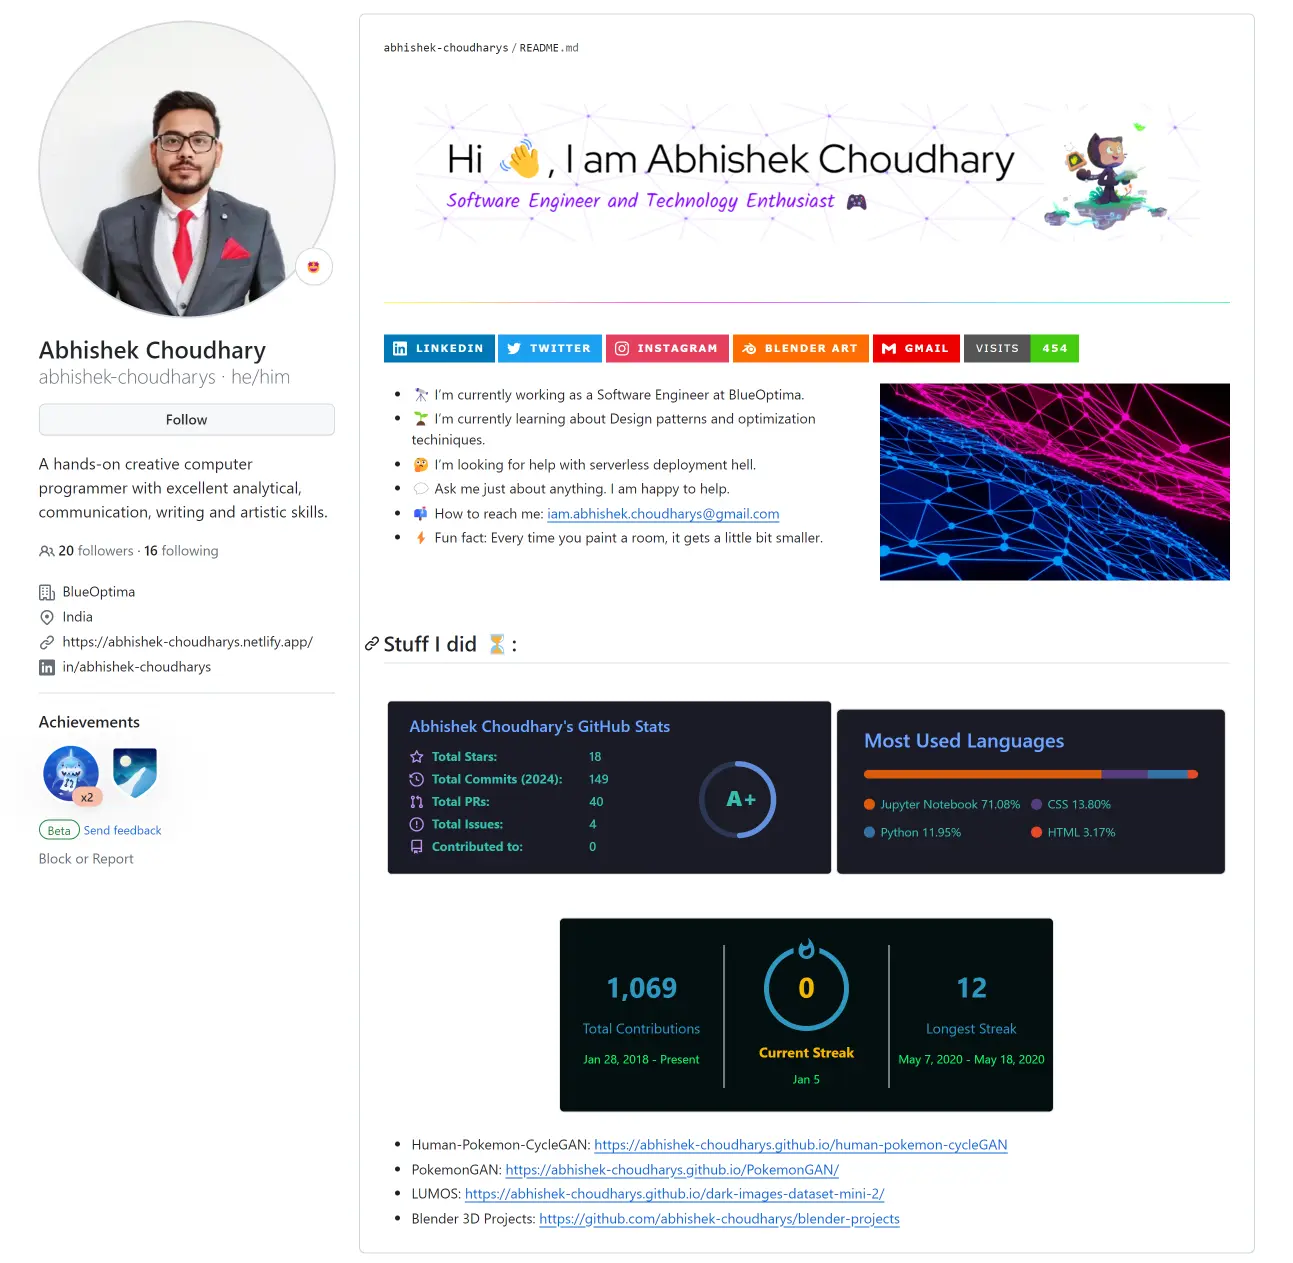 Abhishek Choudhary
abhishek-choudharys · he/him
Follow
A hands-on creative computer
programmer with excellent analytical,
communication, writing and artistic skills.
20 followers · 16 following
BlueOptima
India
https://abhishek-choudharys.netlify.app/
in/abhishek-choudharys
Achievements
x2
Beta Send feedback
Block or Report
abhishek-choudharys / README.md
Hi 👋, I am Abhishek Choudhary
Software Engineer and Technology Enthusiast 🎮
LINKEDIN TWITTER INSTAGRAM BLENDER ART GMAIL VISITS 454
• 🔭 I’m currently working as a Software Engineer at BlueOptima.
• 🌱 I’m currently learning about Design patterns and optimization
techiniques.
• 🤔 I’m looking for help with serverless deployment hell.
• 💬 Ask me just about anything. I am happy to help.
• 📫 How to reach me: iam.abhishek.choudharys@gmail.com
• ⚡ Fun fact: Every time you paint a room, it gets a little bit smaller.
Stuff I did ⏳ :
Abhishek Choudhary's GitHub Stats
Total Stars: 18
Total Commits (2024): 149
Total PRs: 40
Total Issues: 4
Contributed to: 0
A+
Most Used Languages
Jupyter Notebook 71.08% CSS 13.80%
Python 11.95% HTML 3.17%
1,069
Total Contributions
Jan 28, 2018 - Present
0
Current Streak
Jan 5
12
Longest Streak
May 7, 2020 - May 18, 2020
• Human-Pokemon-CycleGAN: https://abhishek-choudharys.github.io/human-pokemon-cycleGAN
• PokemonGAN: https://abhishek-choudharys.github.io/PokemonGAN/
• LUMOS: https://abhishek-choudharys.github.io/dark-images-dataset-mini-2/
• Blender 3D Projects: https://github.com/abhishek-choudharys/blender-projects